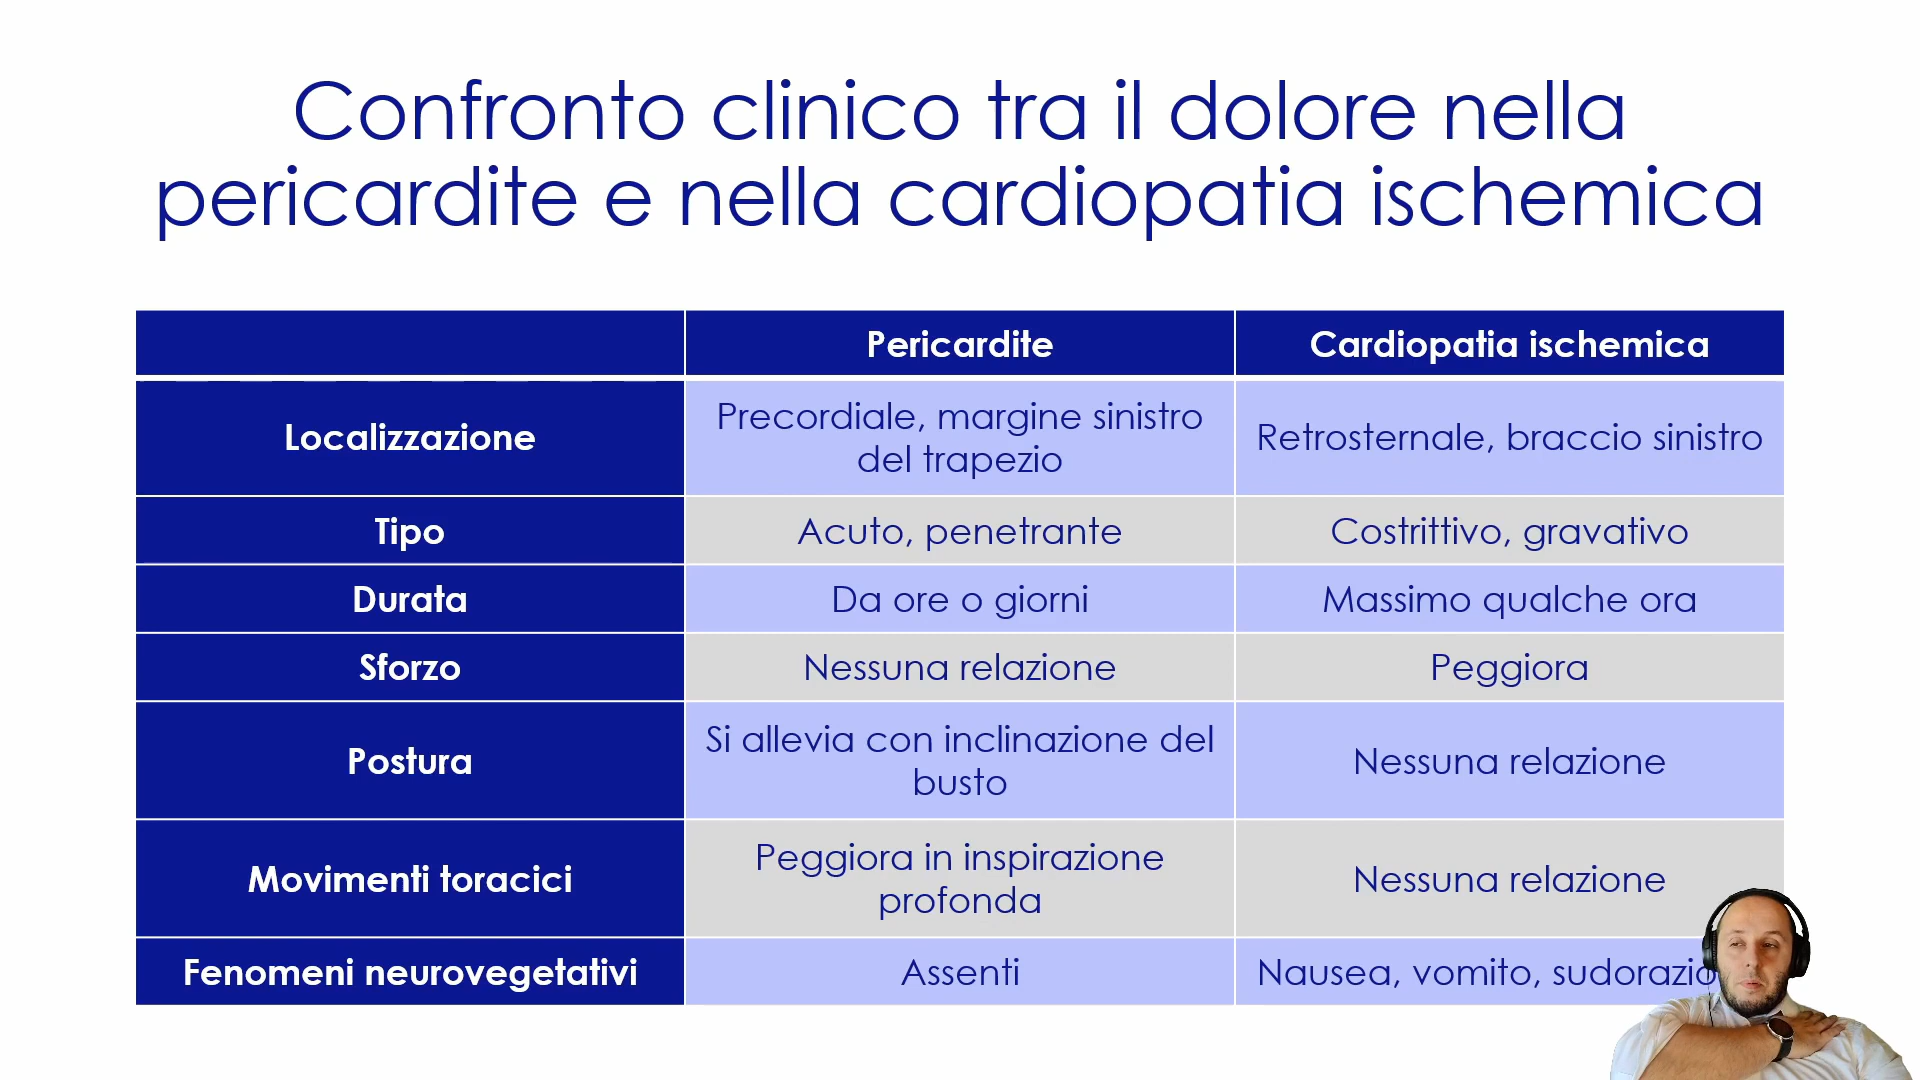 Confronto clinico tra il dolore nella
pericardite e nella cardiopatia ischemica
Pericardite
Cardiopatia ischemica
Localizzazione
Precordiale, margine sinistro
del trapezio
Retrosternale, braccio sinistro
Tipo
Acuto, penetrante
Costrittivo, gravativo
Durata
Da ore o giorni
Massimo qualche ora
Sforzo
Nessuna relazione
Peggiora
Postura
Si allevia con inclinazione del
busto
Nessuna relazione
Movimenti toracici
Peggiora in inspirazione
profonda
Nessuna relazione
Fenomeni neurovegetativi
Assenti
Nausea, vomito,